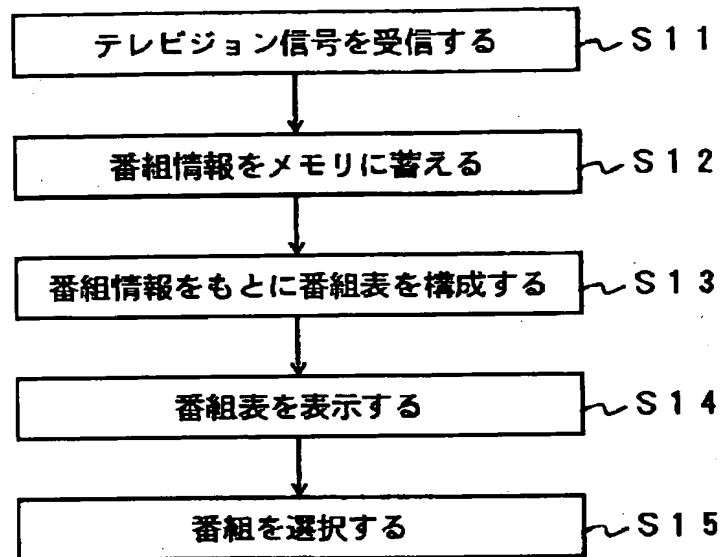 テレビジョン信号を受信する S11
番組情報をメモリに蓄える S12
番組情報をもとに番組表を構成する S13
番組表を表示する S14
番組を選択する S15